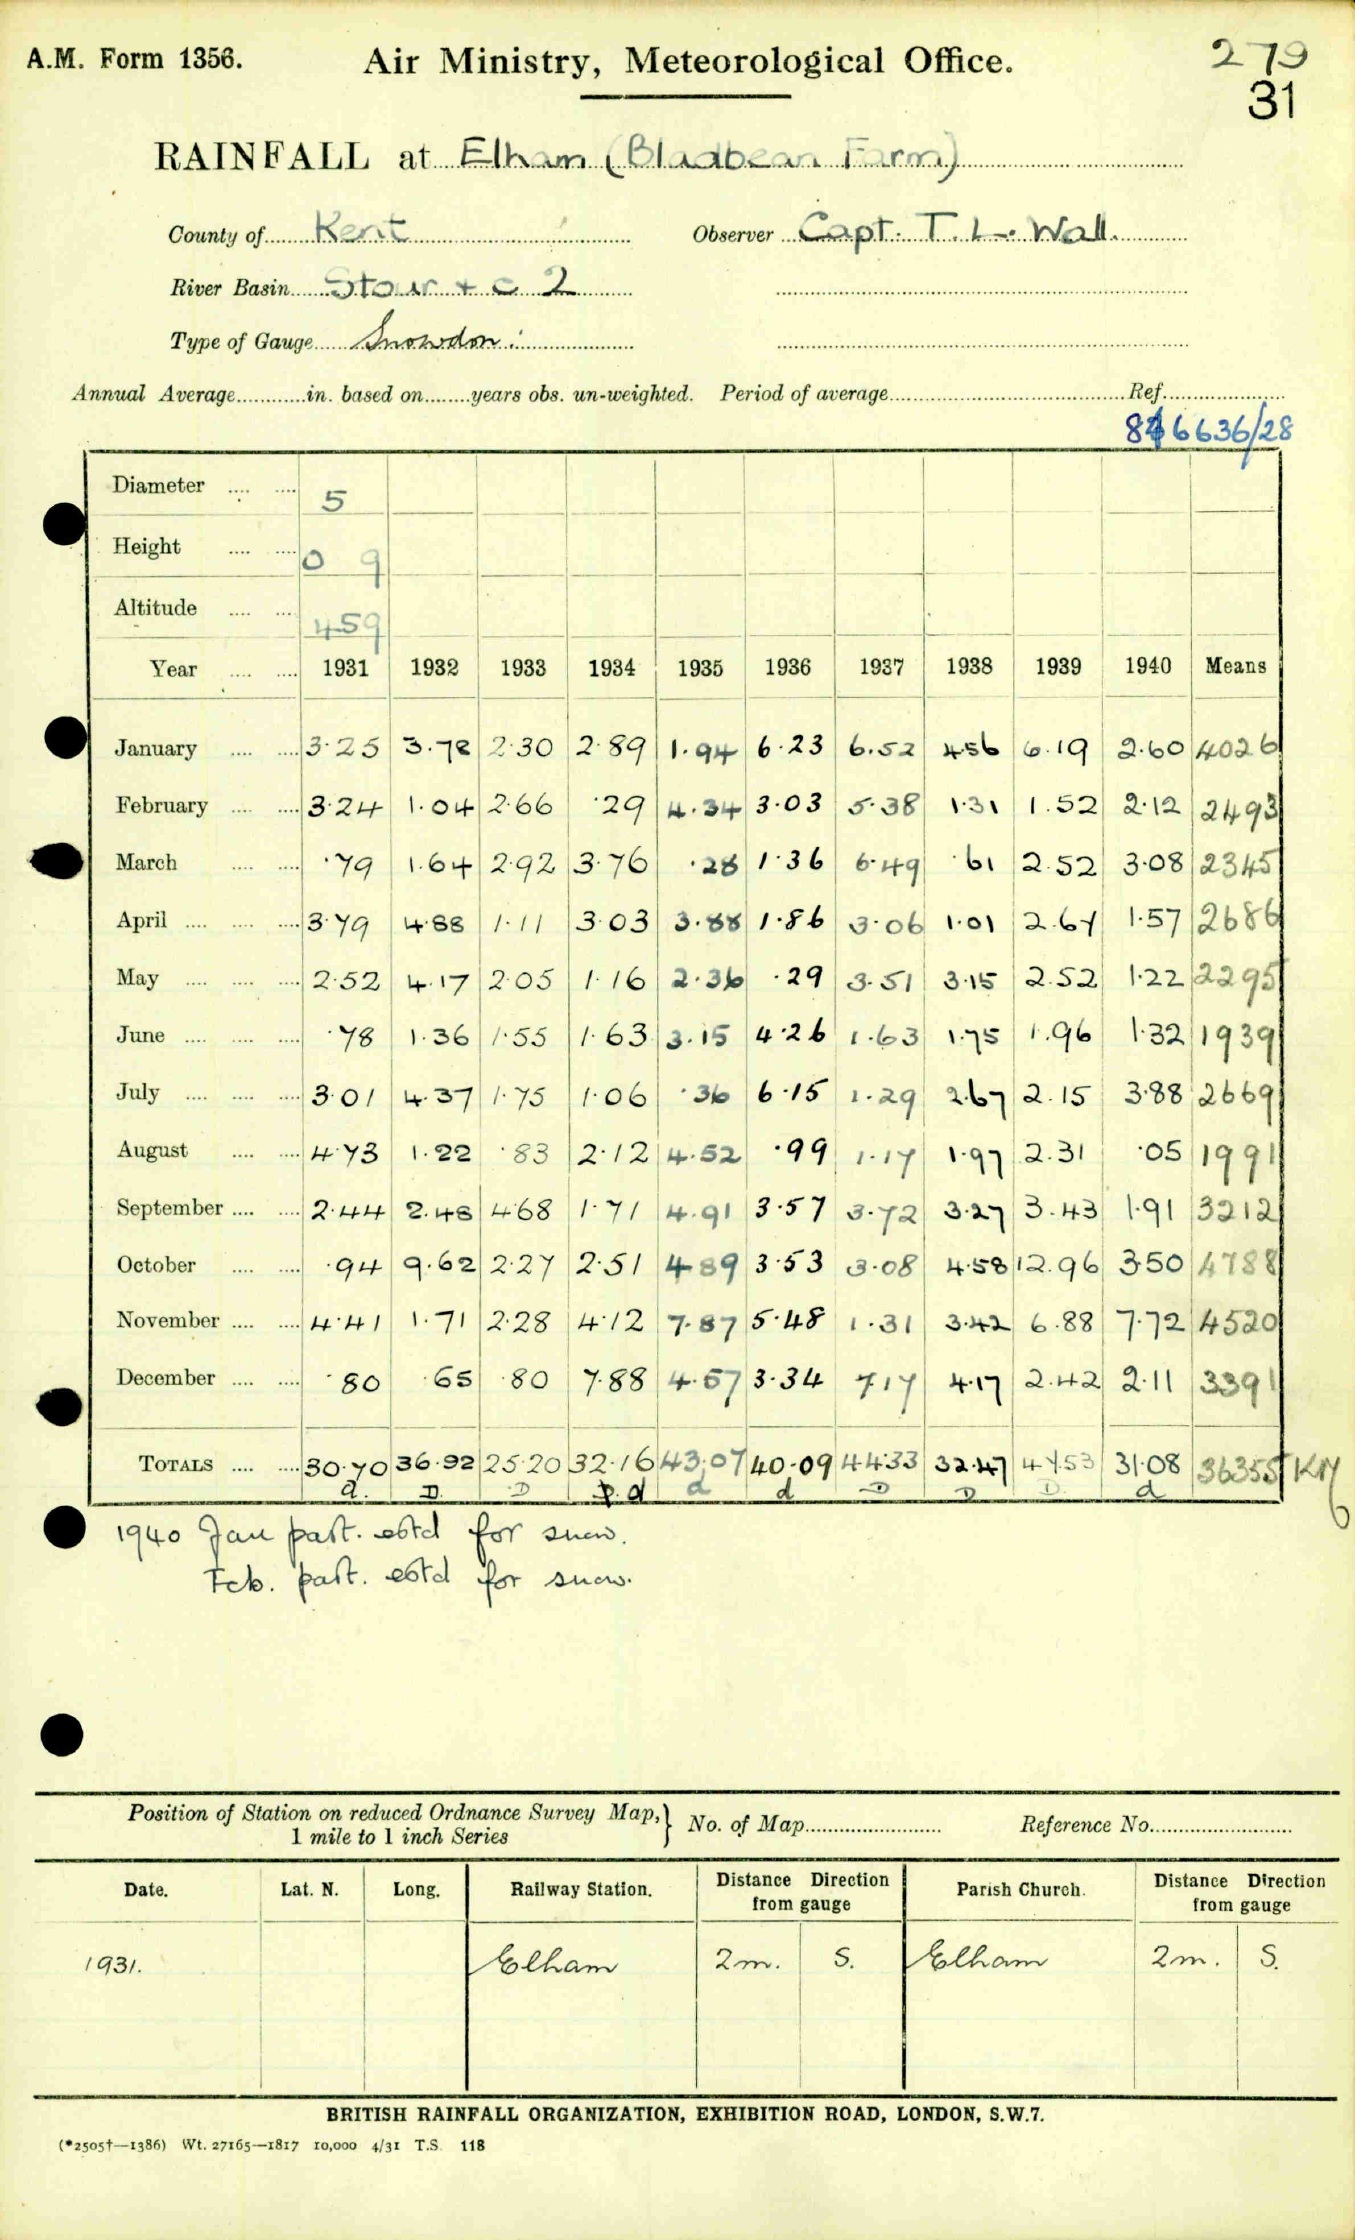 A.M. Form 1356.
Air Ministry, Meteorological Office.
279
31
RAINFALL at Elham (Bladbean Farm)
County of Kent Observer Capt. T. L. Wall.
River Basin Stour + c 2
Type of Gauge Snowdon
Annual Average in. based on years obs. un-weighted. Period of average Ref.
6636/28
Diameter 5
Height 0 9
Altitude 459
Year 1931 1932 1933 1934 1935 1936 1937 1938 1939 1940 Means
January 3.25 3.78 2.30 2.89 1.94 6.23 6.52 4.56 6.19 2.60 4026
February 3.24 1.04 2.66 .29 4.34 3.03 5.38 1.31 1.52 2.12 2493
March .79 1.64 2.92 3.76 .28 1.36 6.49 .61 2.52 3.08 2345
April 3.79 4.88 1.11 3.03 3.88 1.86 3.06 1.01 2.67 1.57 2686
May 2.52 4.17 2.05 1.16 2.36 .29 3.51 3.15 2.52 1.22 2295
June .78 1.36 1.55 1.63 3.15 4.26 1.63 1.75 1.96 1.32 1939
July 3.01 4.37 1.75 1.06 .36 6.15 1.29 2.67 2.15 3.88 2669
August 4.73 1.22 .83 2.12 4.52 .99 1.17 1.97 2.31 .05 1991
September 2.44 2.48 4.68 1.71 4.91 3.57 3.72 3.27 3.43 1.91 3212
October .94 9.62 2.27 2.51 4.89 3.53 3.08 4.58 12.96 3.50 4788
November 4.41 1.71 2.28 4.12 7.87 5.48 1.31 3.42 6.88 7.72 4520
December .80 .65 .80 7.88 4.57 3.34 7.17 4.17 2.42 2.11 3391
TOTALS 30.70 36.92 25.20 32.16 43.07 40.09 44.33 32.47 47.53 31.08 36355
d. D D d d d D D D d
1940 Jan part. estd for snow.
Feb. part. estd for snow.
Position of Station on reduced Ordnance Survey Map,} No. of Map Reference No.
1 mile to 1 inch Series
Date. Lat. N. Long. Railway Station. Distance Direction from gauge Parish Church. Distance Direction from gauge
1931. Elham 2m. S. Elham 2m. S.
BRITISH RAINFALL ORGANIZATION, EXHIBITION ROAD, LONDON, S.W.7.
(*2505†—1386) Wt. 27165—1817 10,000 4/31 T.S. 118